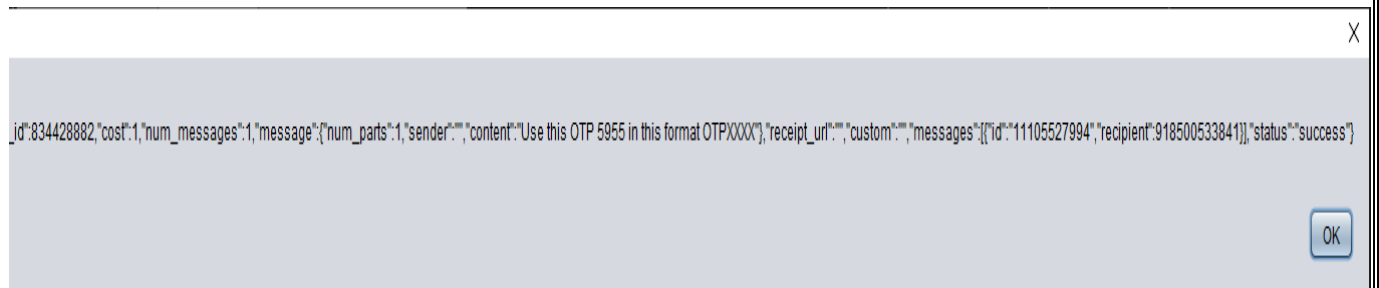 X
_id":834428882,"cost":1,"num_messages":1,"message":{"num_parts":1,"sender":"","content":"Use this OTP 5955 in this format OTPXXXX"},"receipt_url":"","custom":"","messages":[{"id":"11105527994","recipient":918500533841}],"status":"success"}
OK